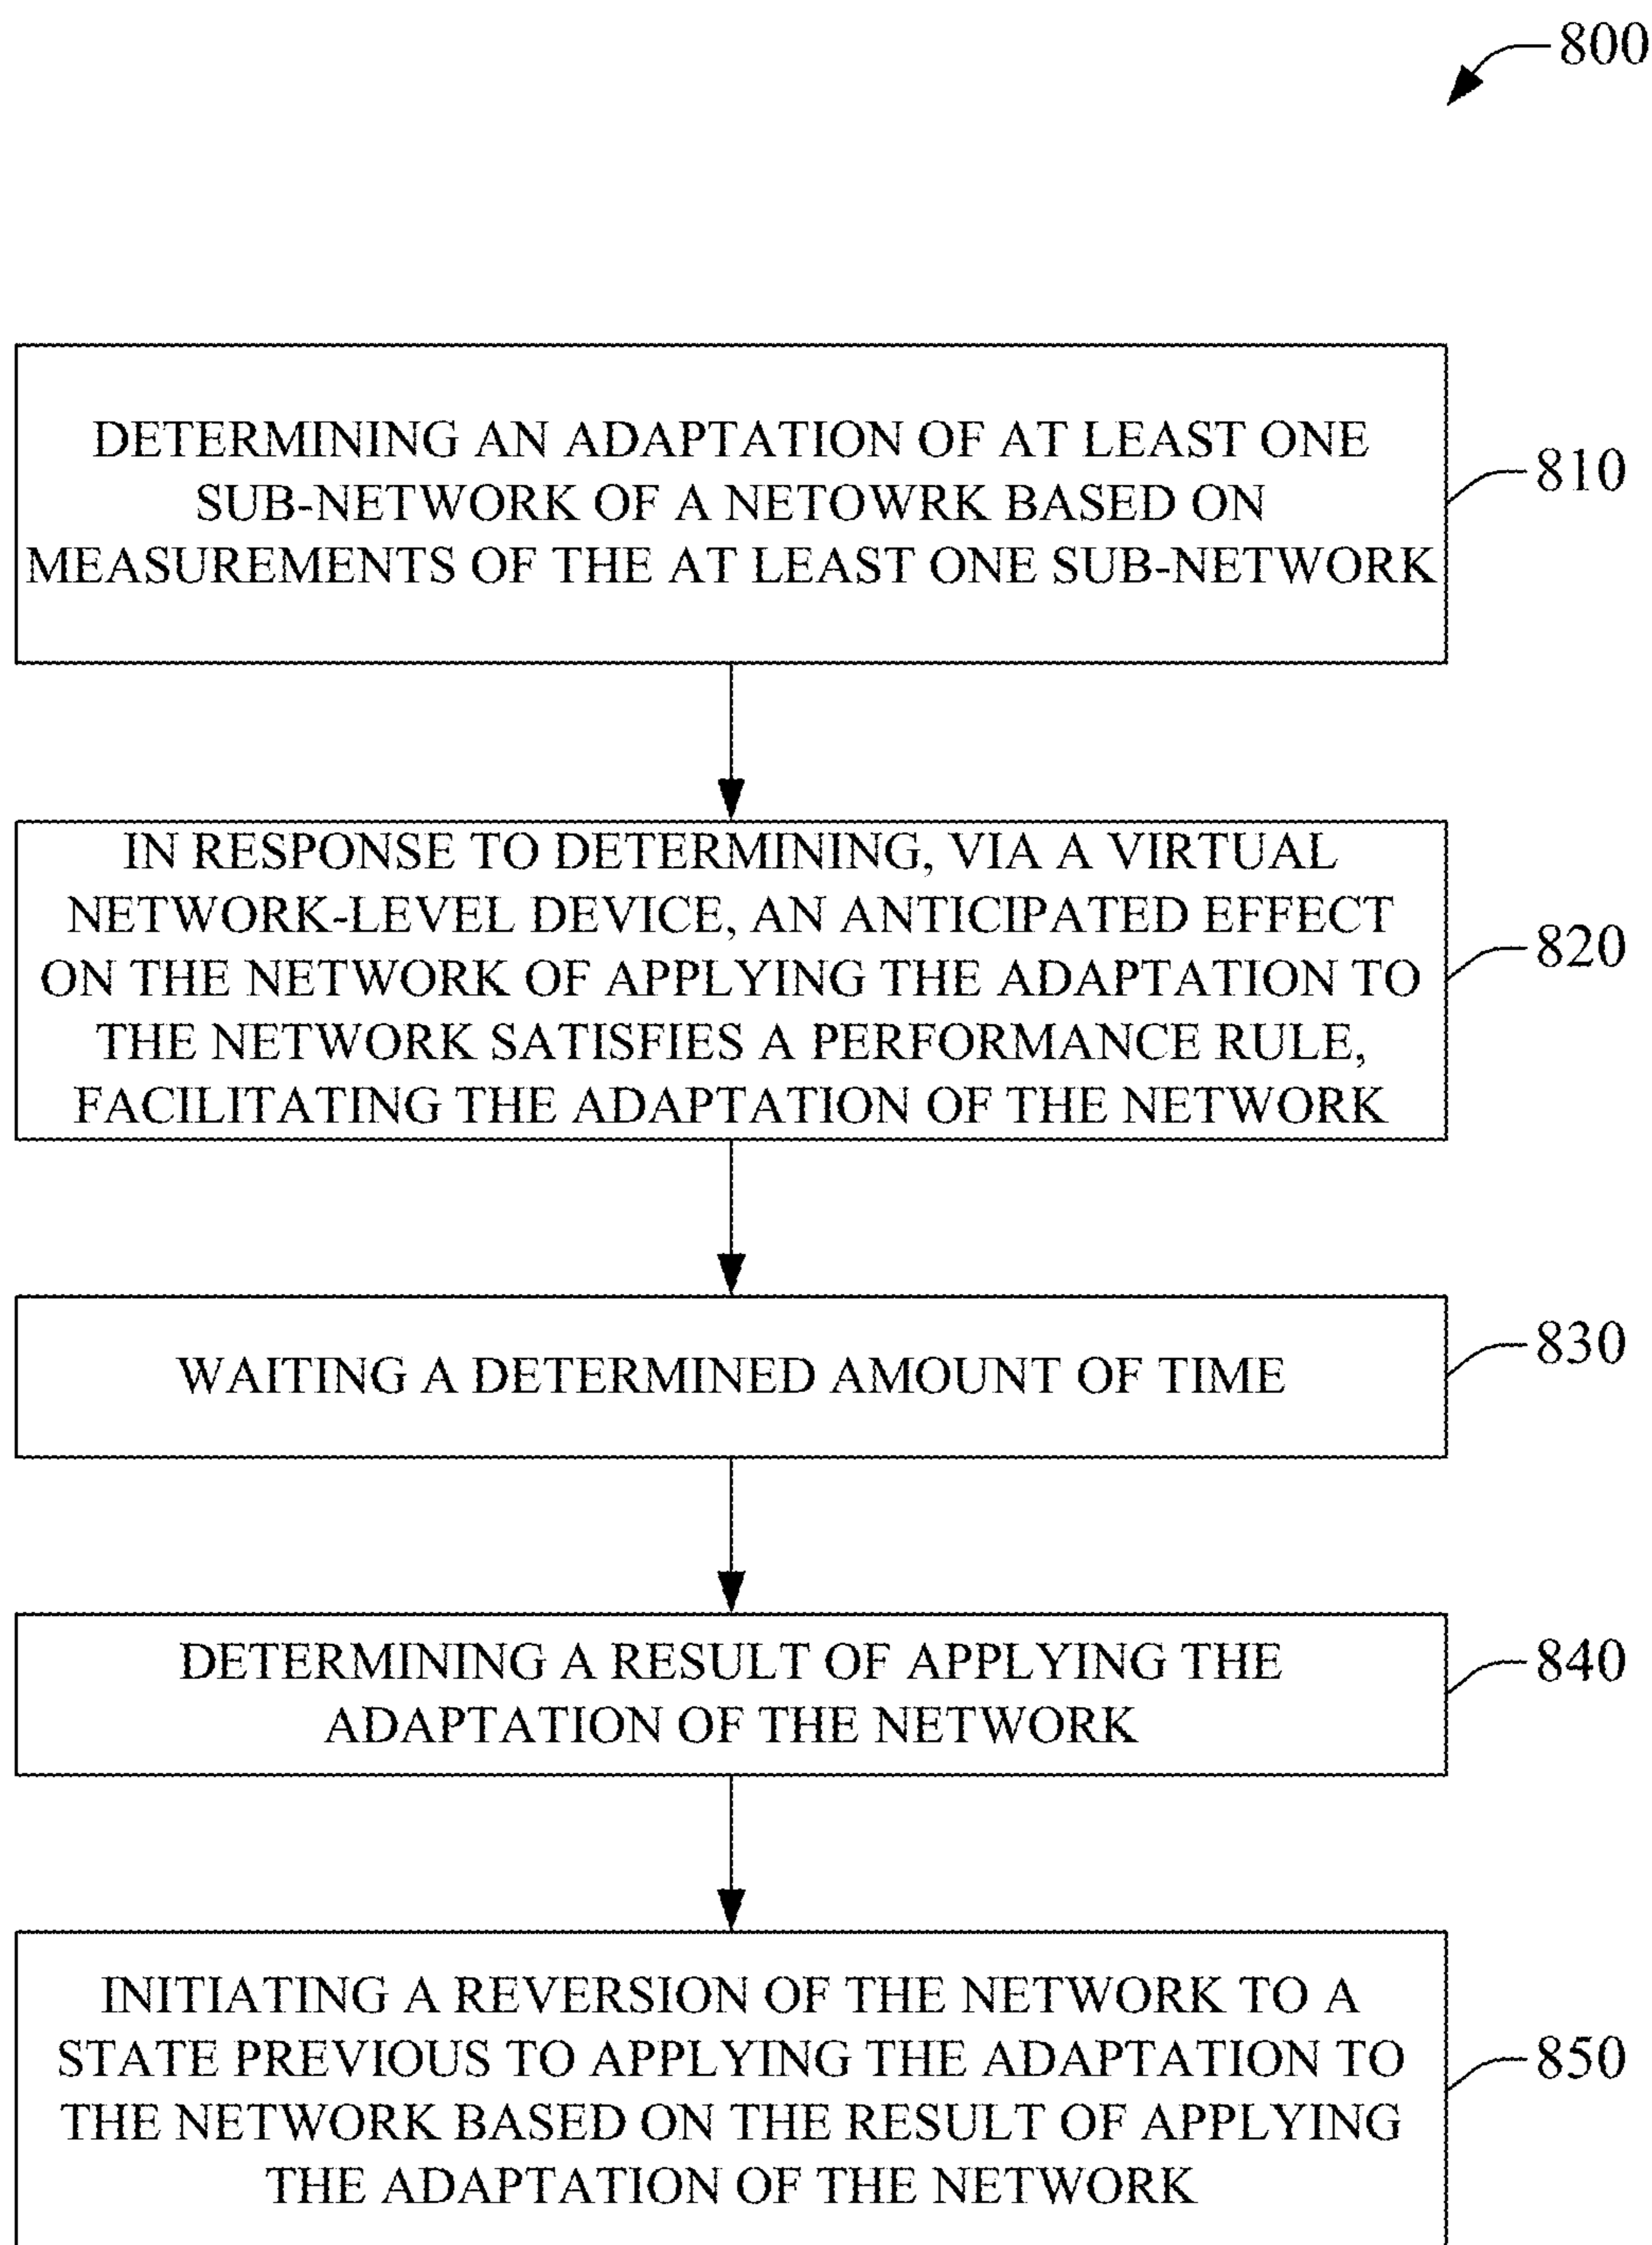 800
DETERMINING AN ADAPTATION OF AT LEAST ONE
SUB-NETWORK OF A NETOWRK BASED ON
MEASUREMENTS OF THE AT LEAST ONE SUB-NETWORK
810
IN RESPONSE TO DETERMINING, VIA A VIRTUAL
NETWORK-LEVEL DEVICE, AN ANTICIPATED EFFECT
ON THE NETWORK OF APPLYING THE ADAPTATION TO
THE NETWORK SATISFIES A PERFORMANCE RULE,
FACILITATING THE ADAPTATION OF THE NETWORK
820
WAITING A DETERMINED AMOUNT OF TIME
830
DETERMINING A RESULT OF APPLYING THE
ADAPTATION OF THE NETWORK
840
INITIATING A REVERSION OF THE NETWORK TO A
STATE PREVIOUS TO APPLYING THE ADAPTATION TO
THE NETWORK BASED ON THE RESULT OF APPLYING
THE ADAPTATION OF THE NETWORK
850